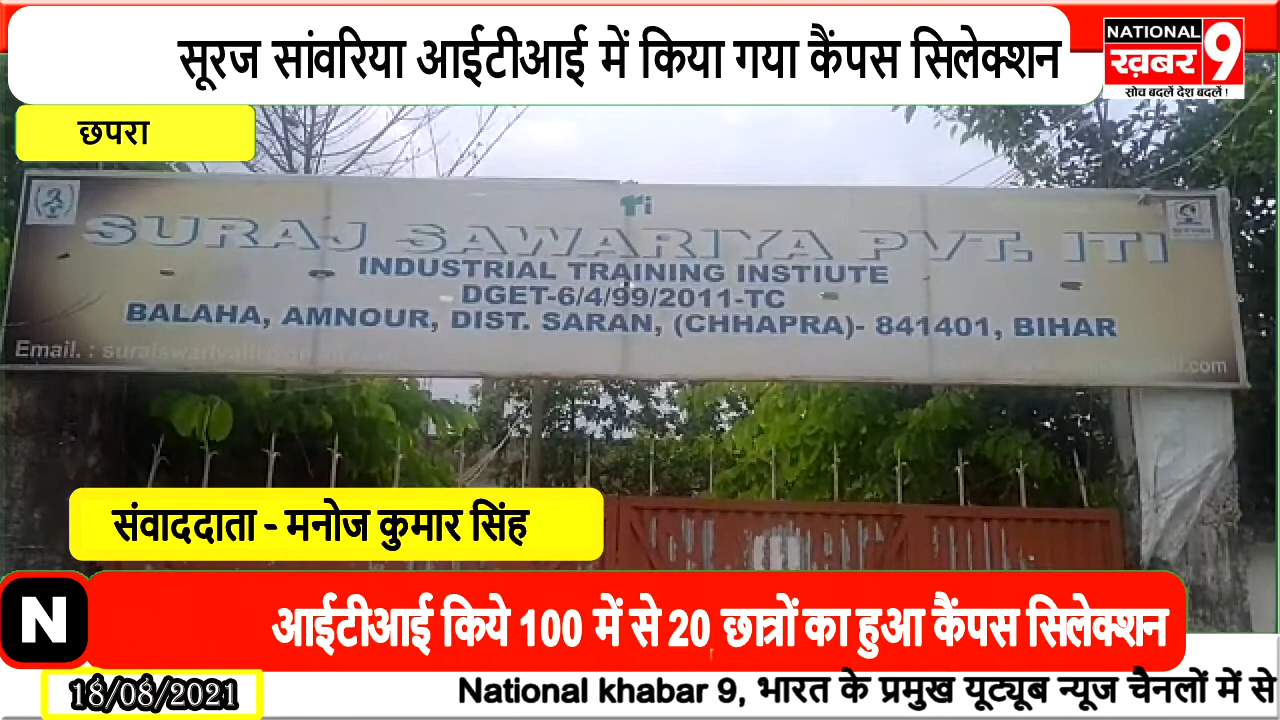 सूरज सांवरिया आईटीआई में किया गया कैंपस सिलेक्शन
NATIONAL
ख़बर 9
सोच बदलें देश बदलें !
छपरा
SURAJ SAWARIYA PVT. ITI
INDUSTRIAL TRAINING INSTIUTE
DGET-6/4/99/2011-TC
BALAHA, AMNOUR, DIST. SARAN, (CHHAPRA)- 841401, BIHAR
Email. :
संवाददाता - मनोज कुमार सिंह
N
आईटीआई किये 100 में से 20 छात्रों का हुआ कैंपस सिलेक्शन
18/08/2021
National khabar 9, भारत के प्रमुख यूट्यूब न्यूज चैनलों में से